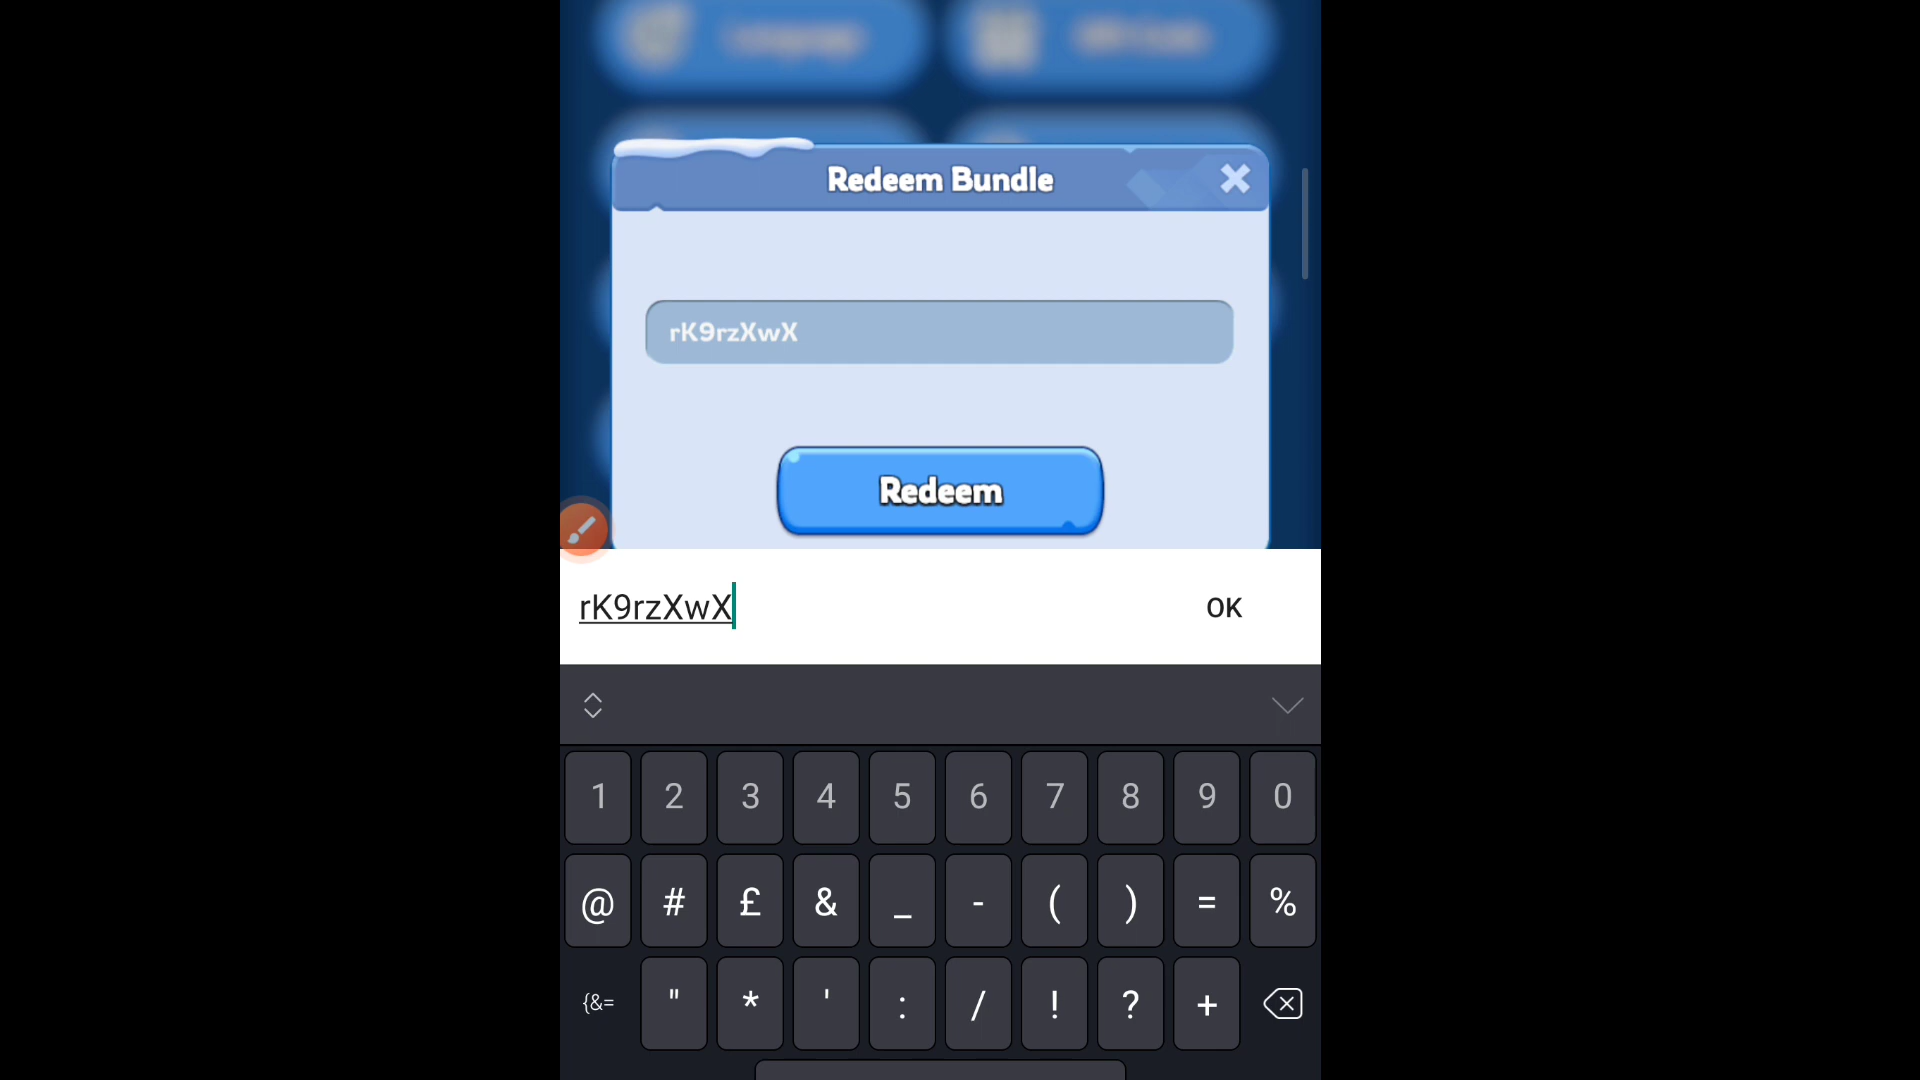 Redeem Bundle
rK9rzXwX
Redeem
rK9rzXwX
OK
1 2 3 4 5 6 7 8 9 0
@ # £ & _ - ( ) = %
{&= " * ' : / ! ? +